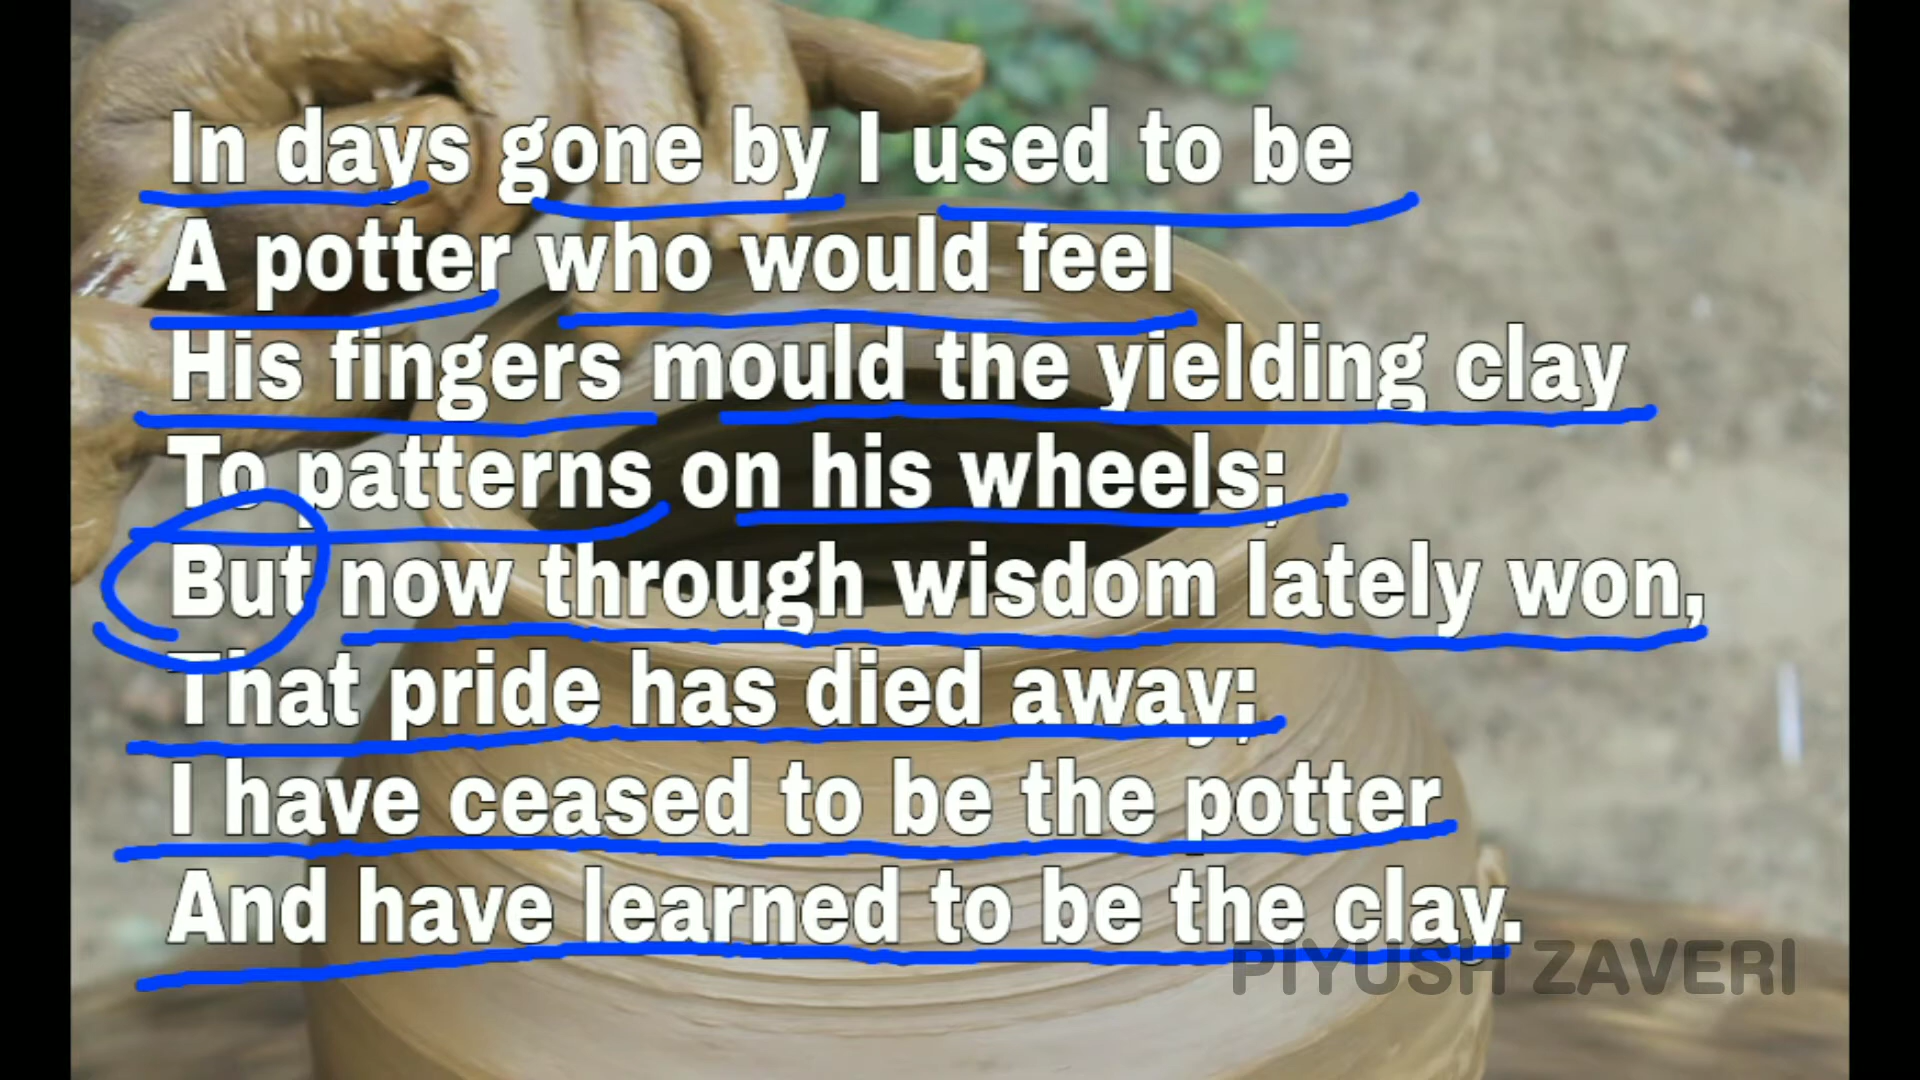 In days gone by I used to be
A potter who would feel
His fingers mould the yielding clay
To patterns on his wheels;
But now through wisdom lately won,
That pride has died away;
I have ceased to be the potter
And have learned to be the clay.
PIYUSH ZAVERI